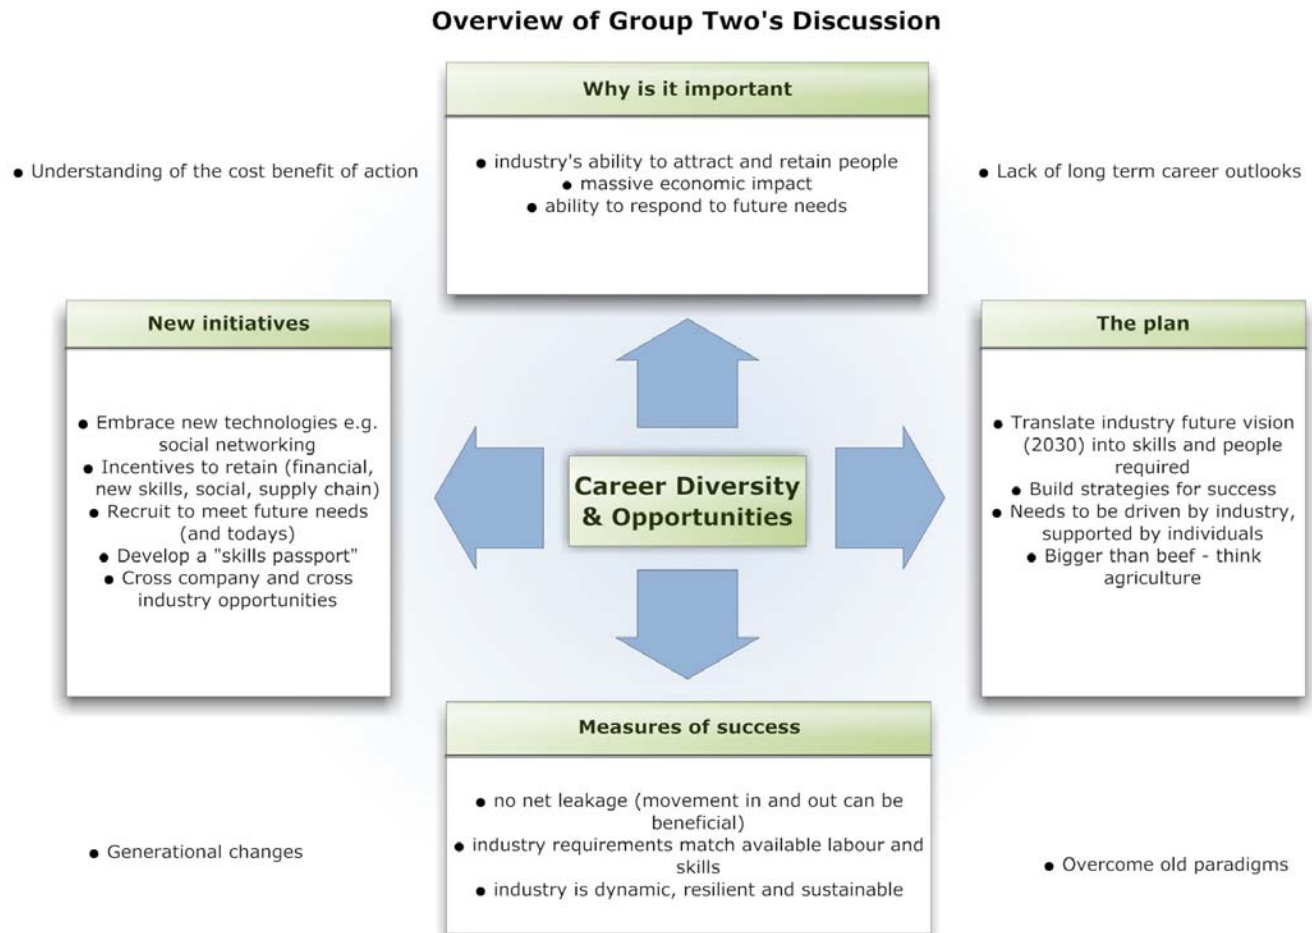 Overview of Group Two's Discussion
Why is it important
● industry's ability to attract and retain people
● massive economic impact
● ability to respond to future needs
● Understanding of the cost benefit of action
● Lack of long term career outlooks
New initiatives
● Embrace new technologies e.g.
social networking
● Incentives to retain (financial,
new skills, social, supply chain)
● Recruit to meet future needs
(and todays)
● Develop a "skills passport"
● Cross company and cross
industry opportunities
Career Diversity
& Opportunities
The plan
● Translate industry future vision
(2030) into skills and people
required
● Build strategies for success
● Needs to be driven by industry,
supported by individuals
● Bigger than beef - think
agriculture
Measures of success
● no net leakage (movement in and out can be
beneficial)
● industry requirements match available labour and
skills
● industry is dynamic, resilient and sustainable
● Generational changes
● Overcome old paradigms